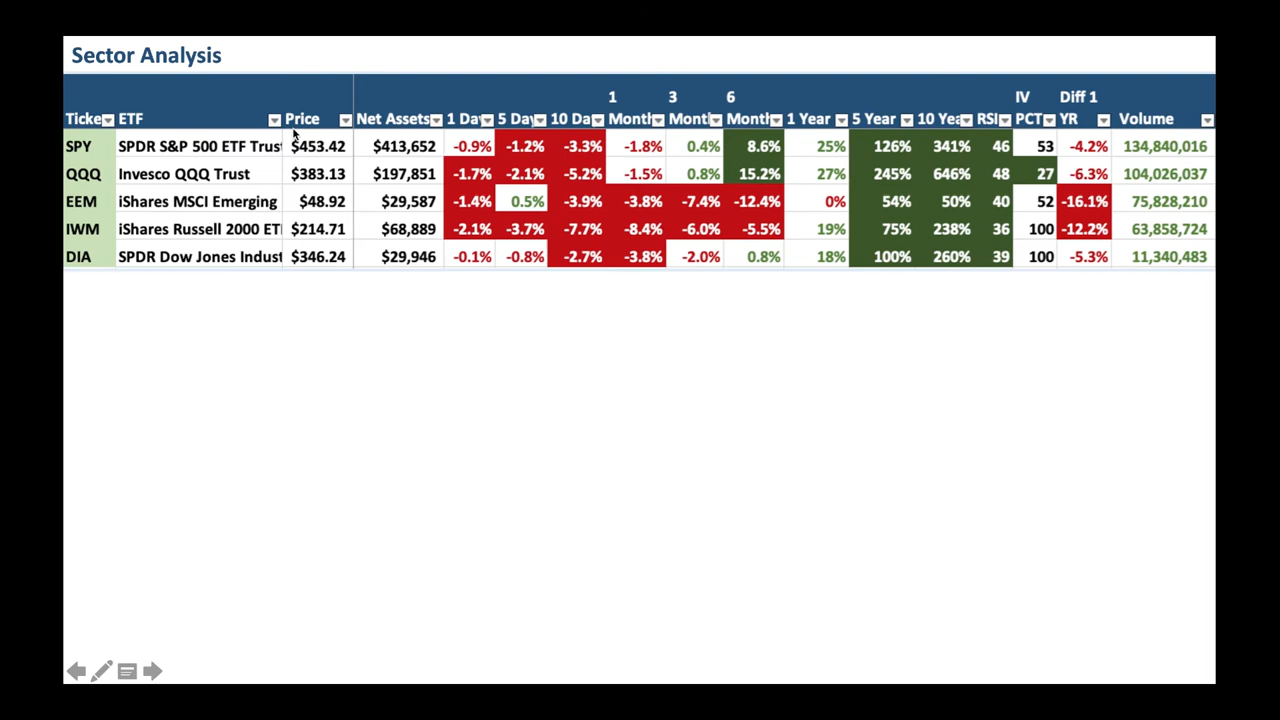 Sector Analysis
1 3 6 IV Diff 1
Ticke ETF Price Net Assets 1 Day 5 Day 10 Da Month Month Month 1 Year 5 Year 10 Yea RSI PCT YR Volume
SPY SPDR S&P 500 ETF Trust $453.42 $413,652 -0.9% -1.2% -3.3% -1.8% 0.4% 8.6% 25% 126% 341% 46 53 -4.2% 134,840,016
QQQ Invesco QQQ Trust $383.13 $197,851 -1.7% -2.1% -5.2% -1.5% 0.8% 15.2% 27% 245% 646% 48 27 -6.3% 104,026,037
EEM iShares MSCI Emerging $48.92 $29,587 -1.4% 0.5% -3.9% -3.8% -7.4% -12.4% 0% 54% 50% 40 52 -16.1% 75,828,210
IWM iShares Russell 2000 ET $214.71 $68,889 -2.1% -3.7% -7.7% -8.4% -6.0% -5.5% 19% 75% 238% 36 100 -12.2% 63,858,724
DIA SPDR Dow Jones Indust $346.24 $29,946 -0.1% -0.8% -2.7% -3.8% -2.0% 0.8% 18% 100% 260% 39 100 -5.3% 11,340,483